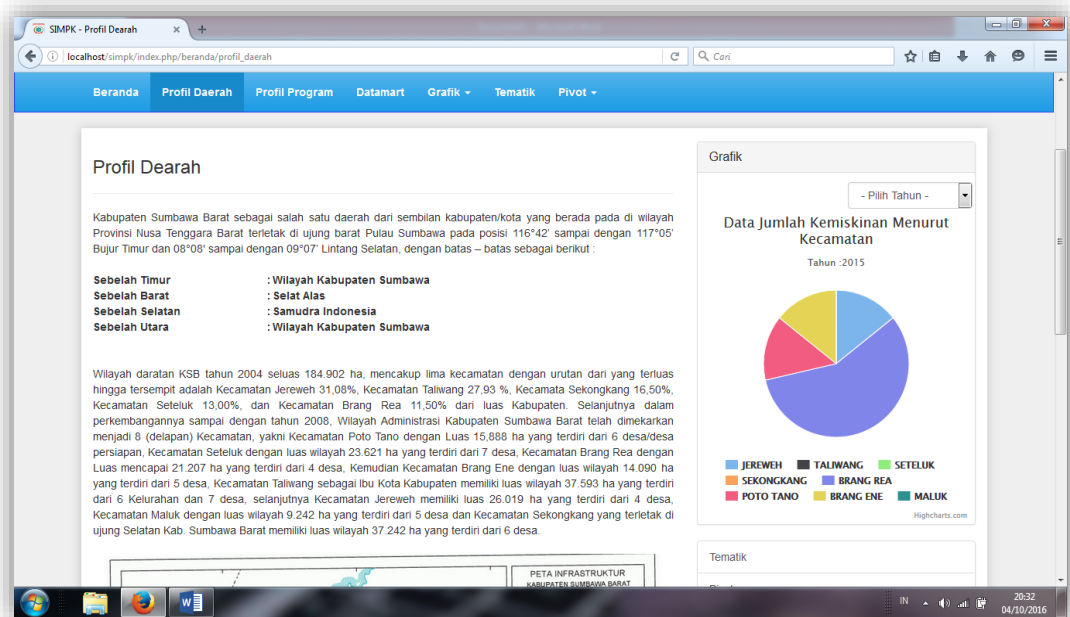 SIMPK - Profil Dearah × +
localhost/simpk/index.php/beranda/profil_daerah
Cari
Beranda Profil Daerah Profil Program Datamart Grafik Tematik Pivot
Profil Dearah
Kabupaten Sumbawa Barat sebagai salah satu daerah dari sembilan kabupaten/kota yang berada pada di wilayah
Provinsi Nusa Tenggara Barat terletak di ujung barat Pulau Sumbawa pada posisi 116°42' sampai dengan 117°05'
Bujur Timur dan 08°08' sampai dengan 09°07' Lintang Selatan, dengan batas – batas sebagai berikut :
Sebelah Timur : Wilayah Kabupaten Sumbawa
Sebelah Barat : Selat Alas
Sebelah Selatan : Samudra Indonesia
Sebelah Utara : Wilayah Kabupaten Sumbawa
Wilayah daratan KSB tahun 2004 seluas 184.902 ha, mencakup lima kecamatan dengan urutan dari yang terluas
hingga tersempit adalah Kecamatan Jereweh 31,08%, Kecamatan Taliwang 27,93 %, Kecamata Sekongkang 16,50%,
Kecamatan Seteluk 13,00%, dan Kecamatan Brang Rea 11,50% dari luas Kabupaten. Selanjutnya dalam
perkembangannya sampai dengan tahun 2008, Wilayah Administrasi Kabupaten Sumbawa Barat telah dimekarkan
menjadi 8 (delapan) Kecamatan, yakni Kecamatan Poto Tano dengan Luas 15,888 ha yang terdiri dari 6 desa/desa
persiapan, Kecamatan Seteluk dengan luas wilayah 23.621 ha yang terdiri dari 7 desa, Kecamatan Brang Rea dengan
Luas mencapai 21.207 ha yang terdiri dari 4 desa, Kemudian Kecamatan Brang Ene dengan luas wilayah 14.090 ha
yang terdiri dari 5 desa, Kecamatan Taliwang sebagai Ibu Kota Kabupaten memiliki luas wilayah 37.593 ha yang terdiri
dari 6 Kelurahan dan 7 desa, selanjutnya Kecamatan Jereweh memiliki luas 26.019 ha yang terdiri dari 4 desa,
Kecamatan Maluk dengan luas wilayah 9.242 ha yang terdiri dari 5 desa dan Kecamatan Sekongkang yang terletak di
ujung Selatan Kab. Sumbawa Barat memiliki luas wilayah 37.242 ha yang terdiri dari 6 desa.
PETA INFRASTRUKTUR
KABUPATEN SUMBAWA BARAT
Grafik
- Pilih Tahun -
Data Jumlah Kemiskinan Menurut
Kecamatan
Tahun :2015
JEREWEH TALIWANG SETELUK
SEKONGKANG BRANG REA
POTO TANO BRANG ENE MALUK
Highcharts.com
Tematik
IN 20:32
04/10/2016